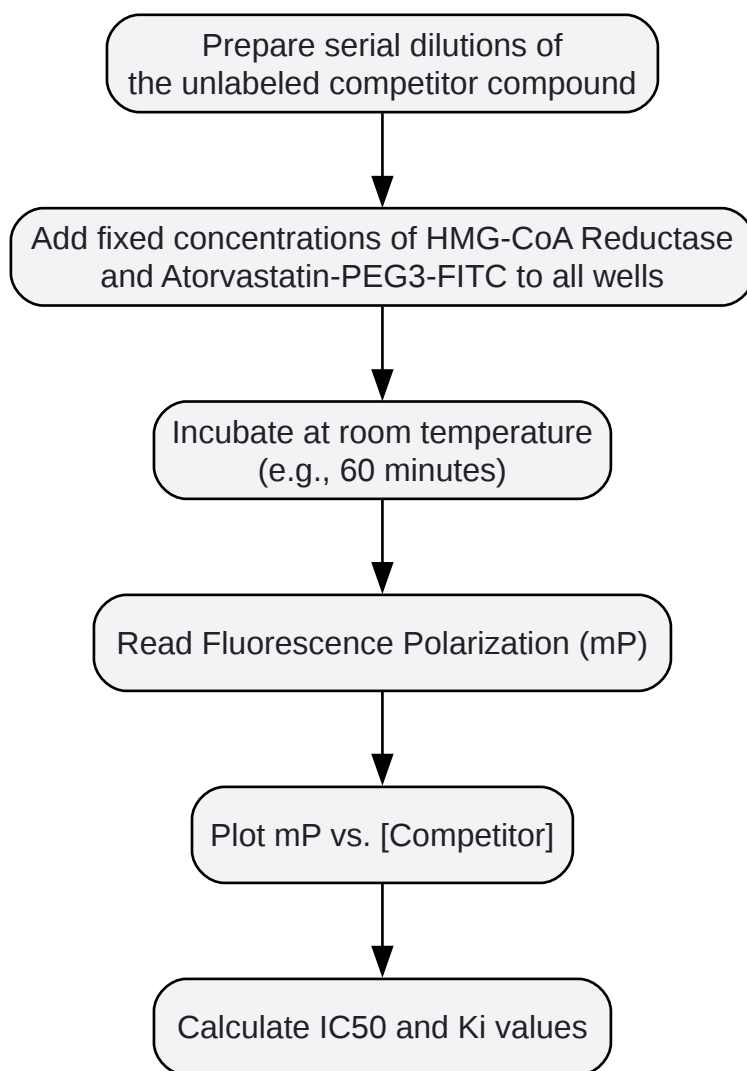 Prepare serial dilutions of
the unlabeled competitor compound
Add fixed concentrations of HMG-CoA Reductase
and Atorvastatin-PEG3-FITC to all wells
Incubate at room temperature
(e.g., 60 minutes)
Read Fluorescence Polarization (mP)
Plot mP vs. [Competitor]
Calculate IC50 and Ki values